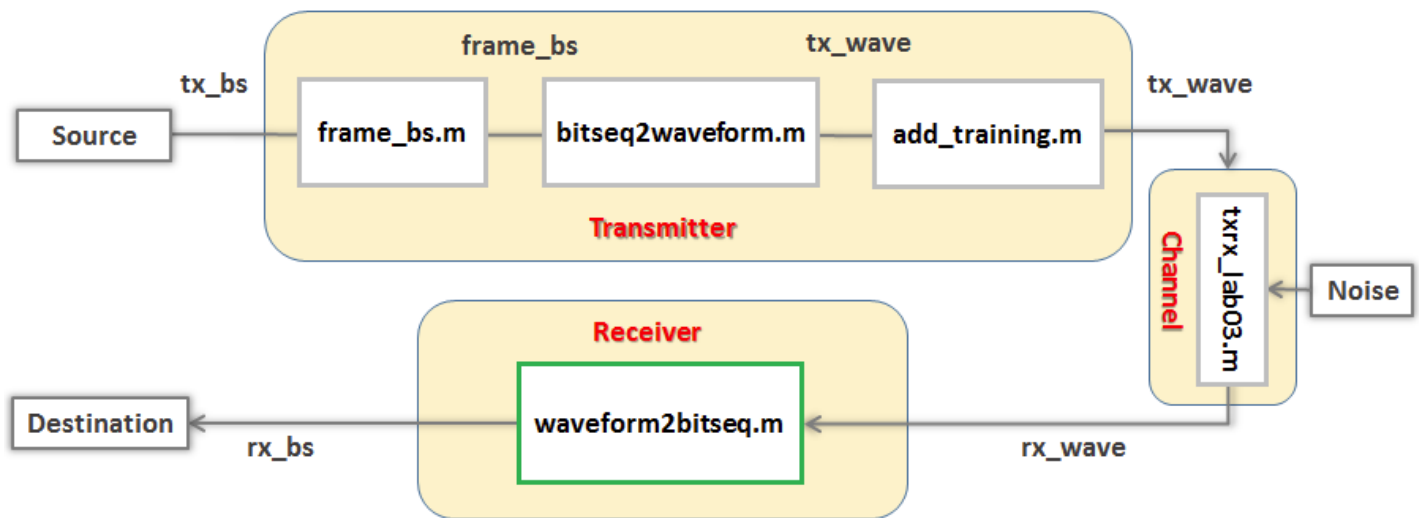 frame_bs
tx_wave
tx_bs
tx_wave
Source
frame_bs.m
bitseq2waveform.m
add_training.m
Transmitter
Channel
txrx_lab03.m
Noise
Receiver
Destination
waveform2bitseq.m
rx_bs
rx_wave